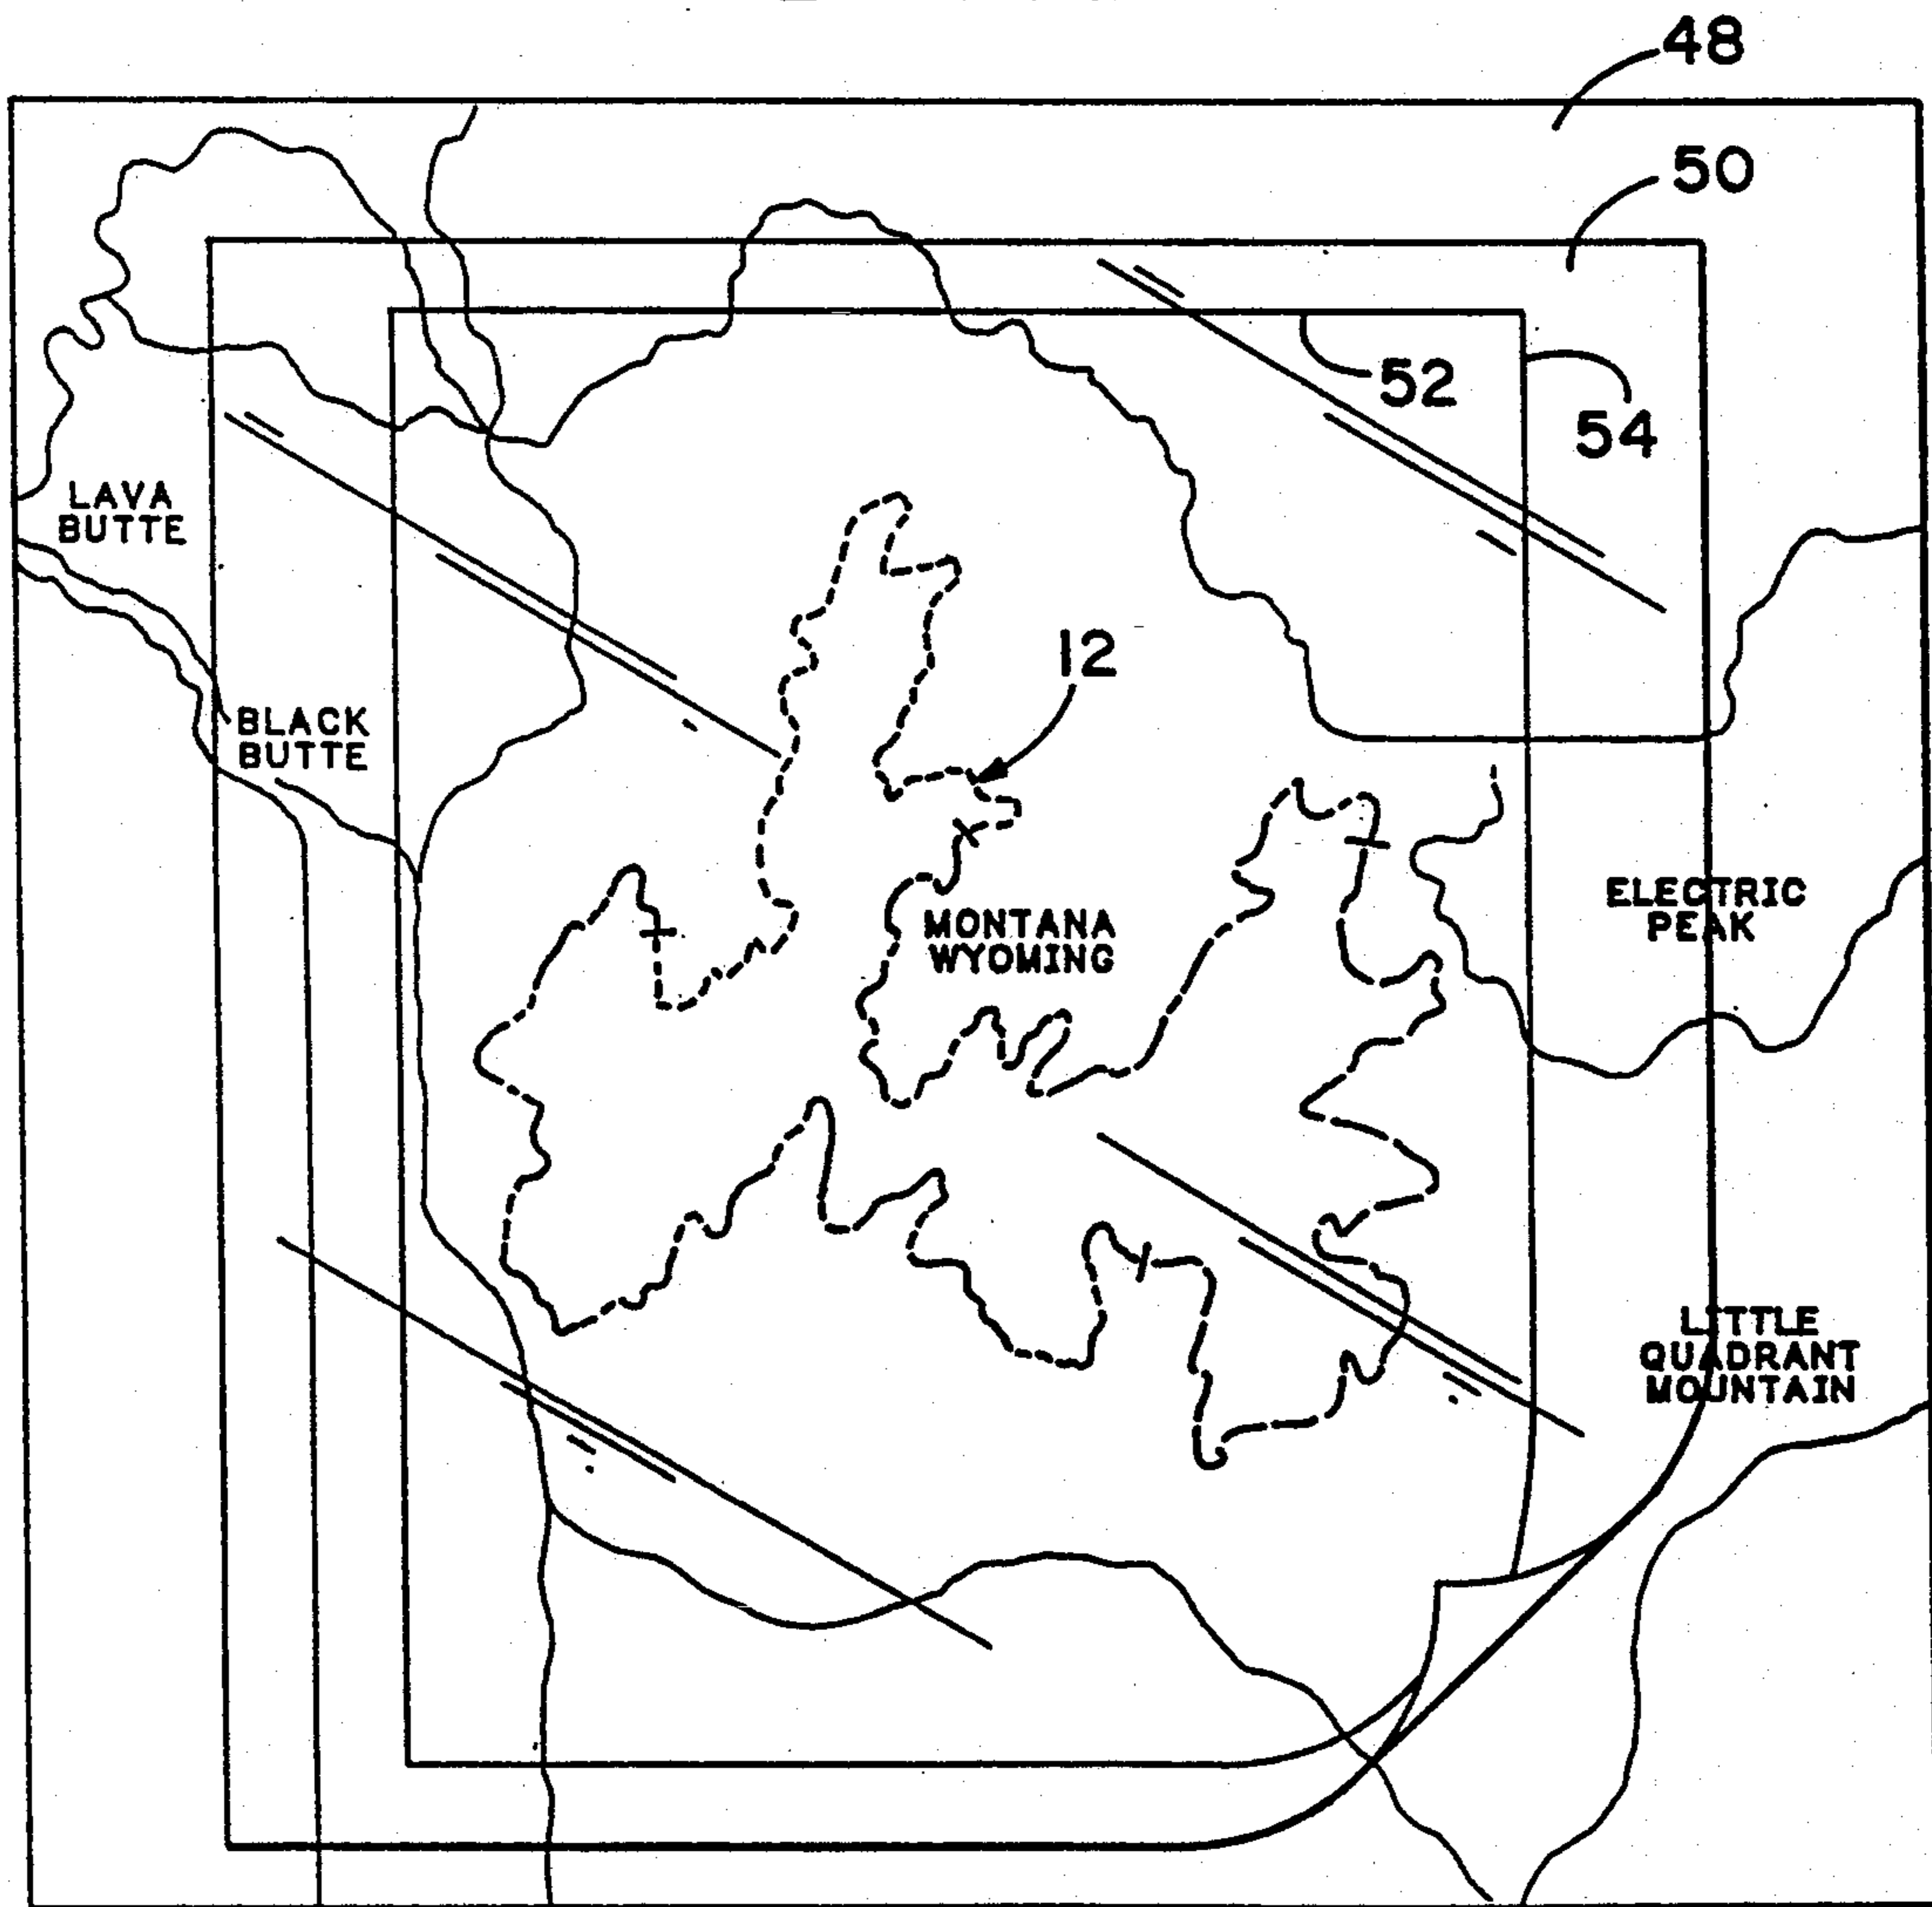 48
50
52
54
LAVA
BUTTE
12
BLACK
BUTTE
ELECTRIC
PEAK
MONTANA
WYOMING
LITTLE
QUADRANT
MOUNTAIN